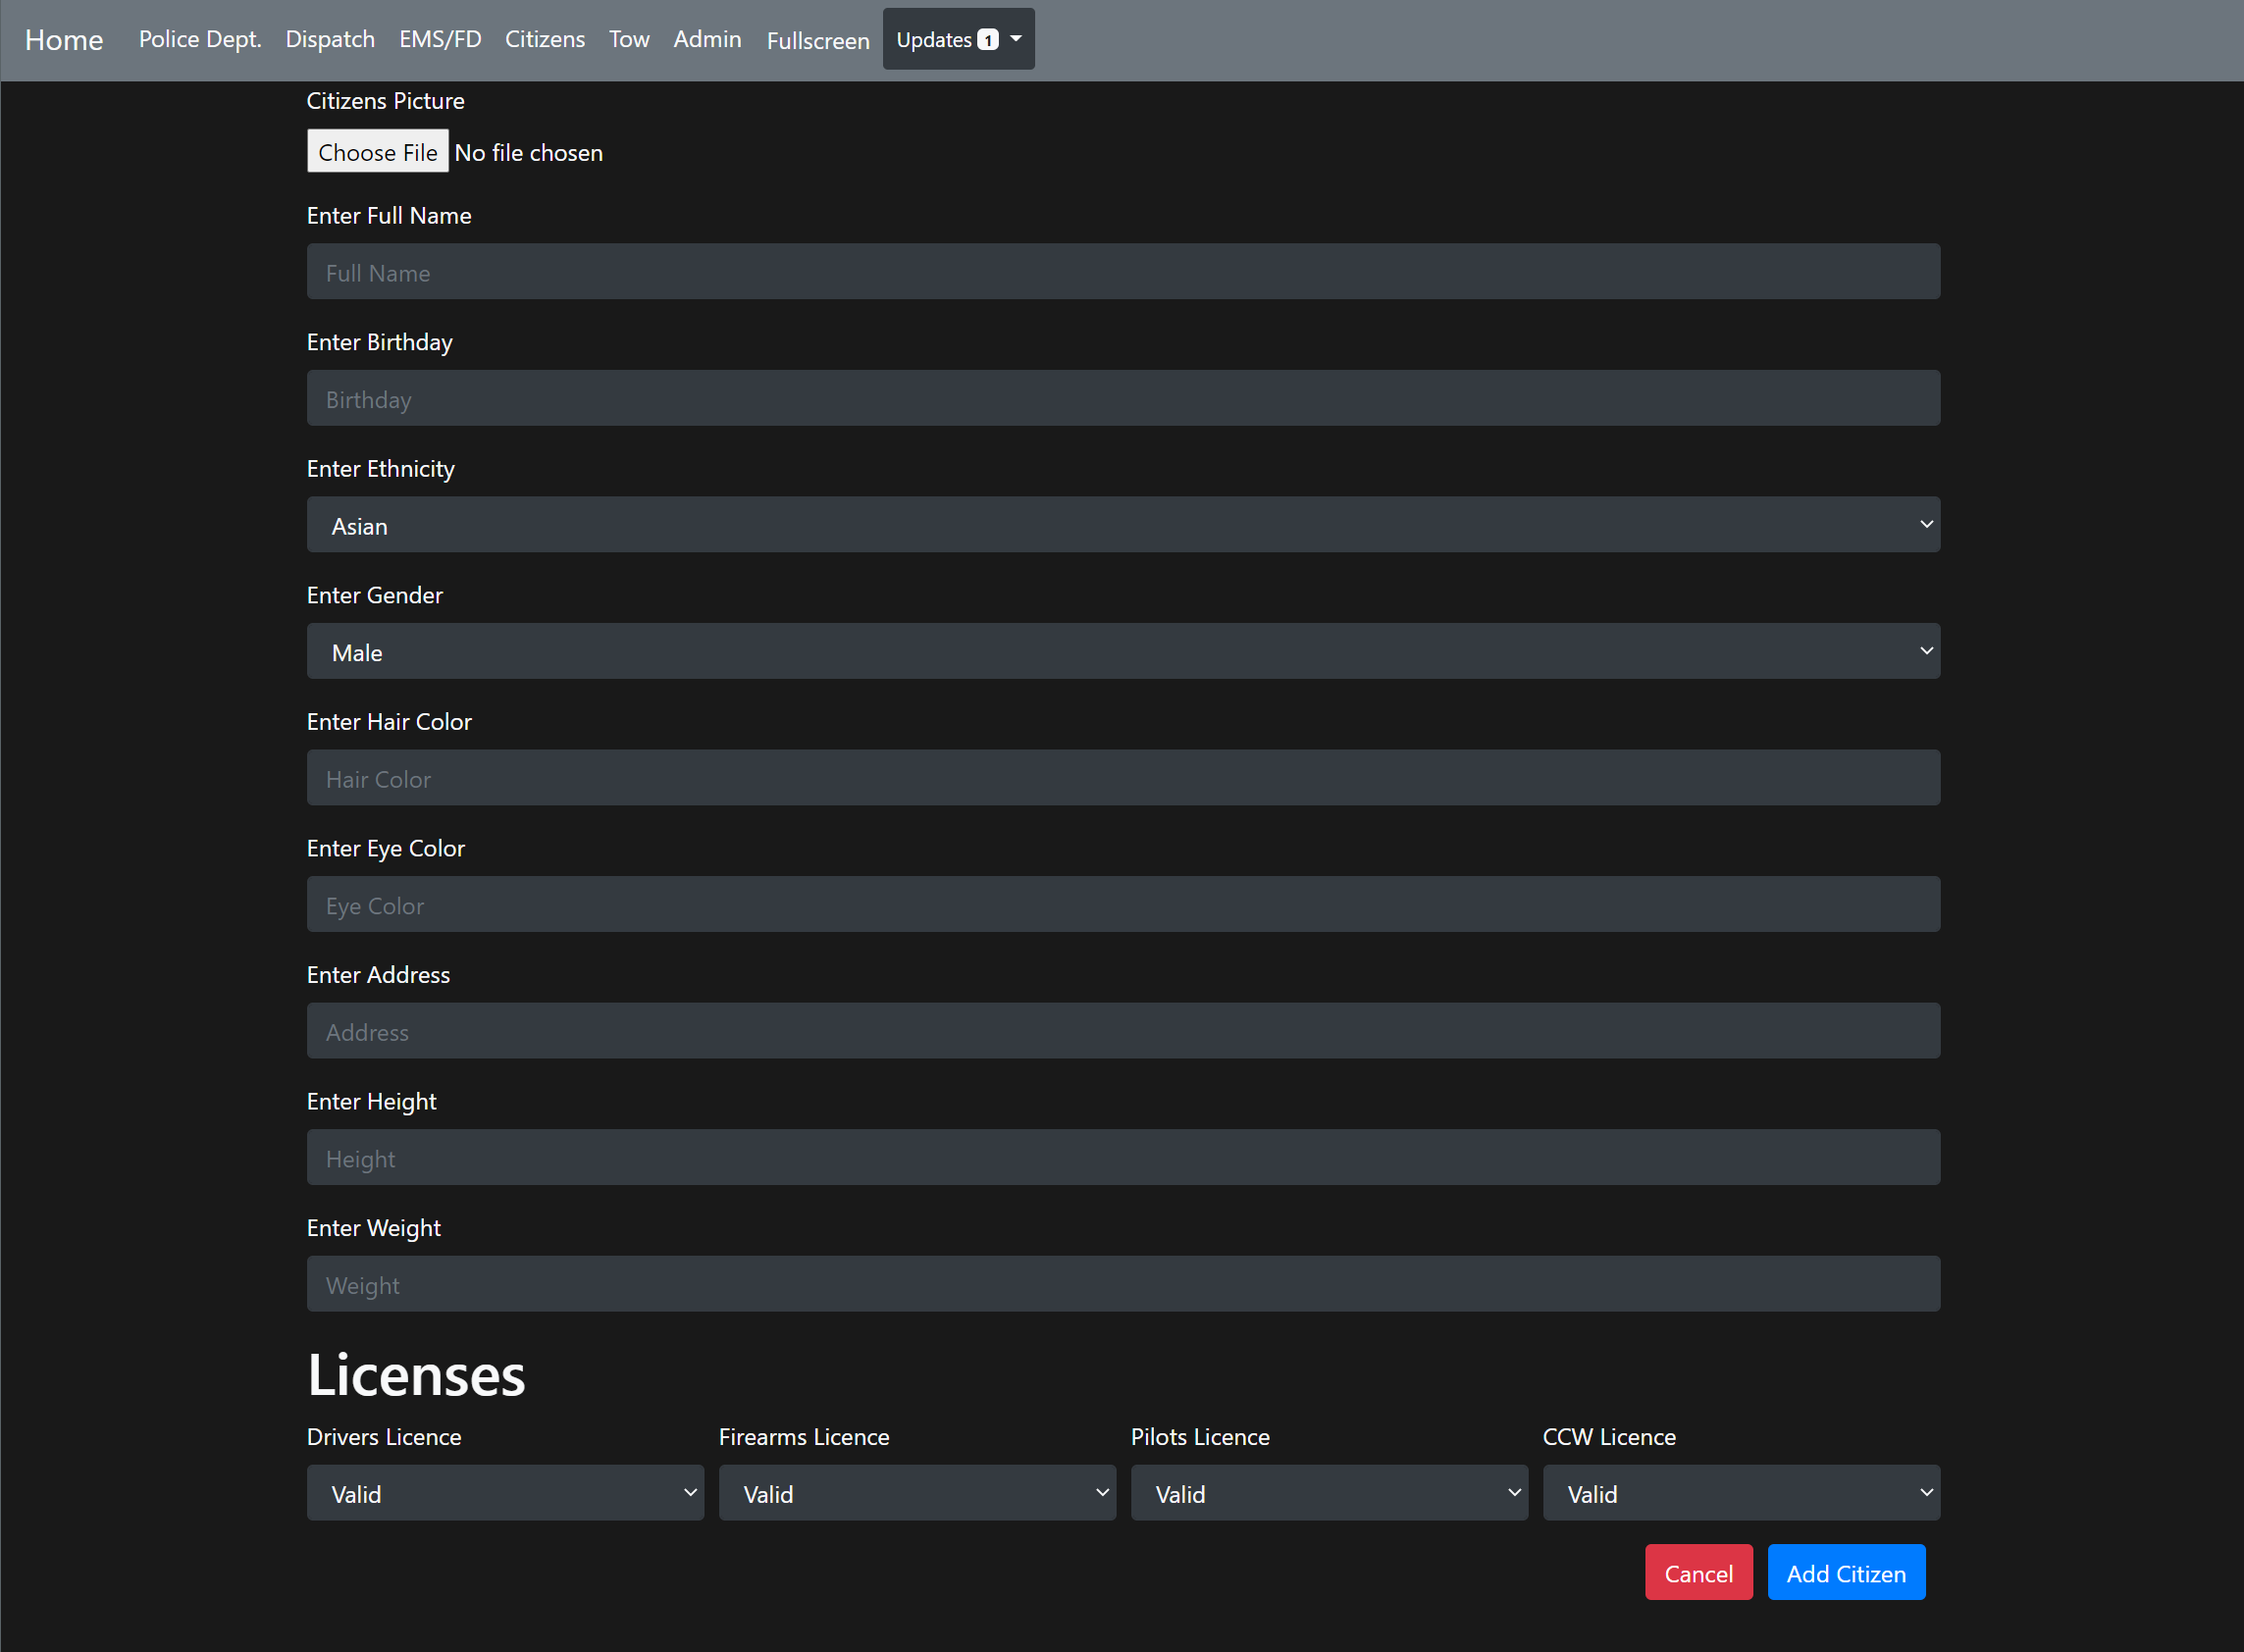 Home Police Dept. Dispatch EMS/FD Citizens Tow Admin Fullscreen Updates 1
Citizens Picture
Choose File No file chosen
Enter Full Name
Full Name
Enter Birthday
Birthday
Enter Ethnicity
Asian
Enter Gender
Male
Enter Hair Color
Hair Color
Enter Eye Color
Eye Color
Enter Address
Address
Enter Height
Height
Enter Weight
Weight
Licenses
Drivers Licence Firearms Licence Pilots Licence CCW Licence
Valid Valid Valid Valid
Cancel Add Citizen